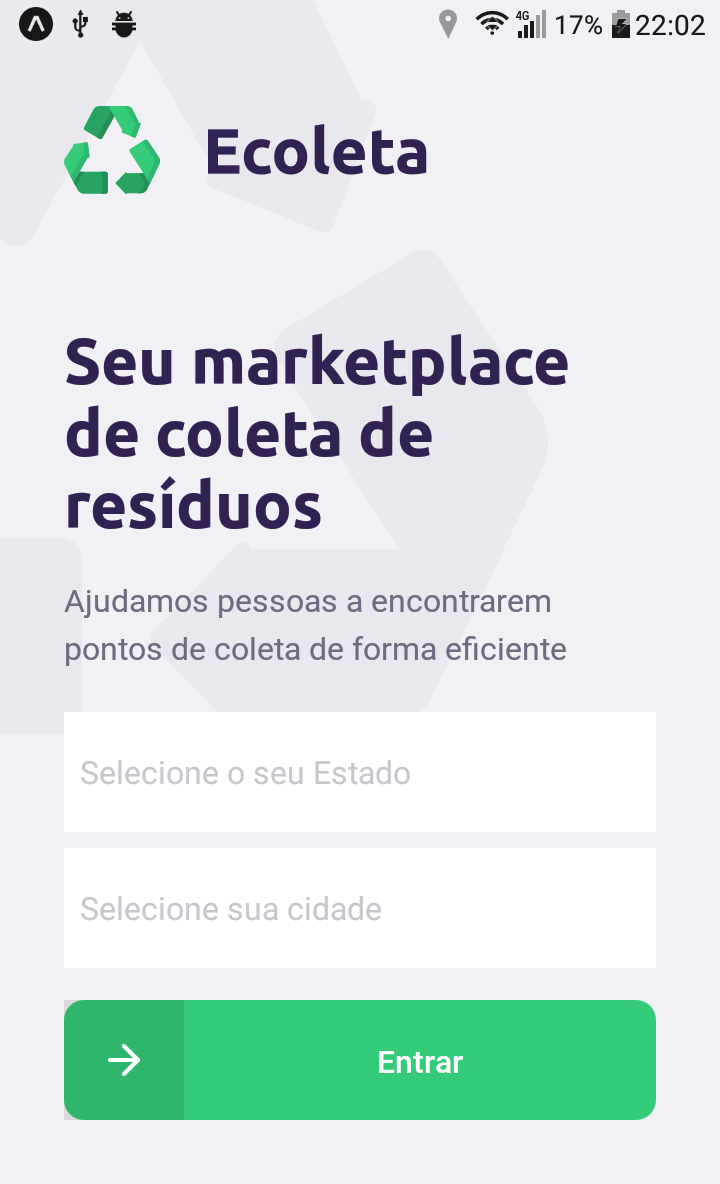 4G 17% 22:02
Ecoleta
Seu marketplace
de coleta de
resíduos
Ajudamos pessoas a encontrarem
pontos de coleta de forma eficiente
Selecione o seu Estado
Selecione sua cidade
Entrar